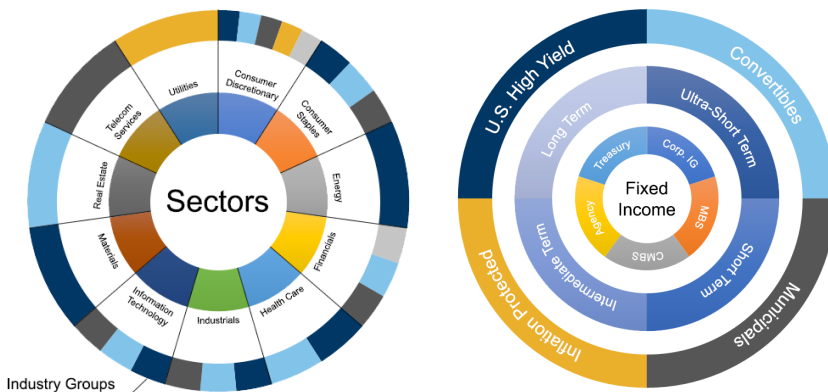 Sectors
Consumer
Discretionary
Consumer
Staples
Energy
Financials
Health Care
Industrials
Information
Technology
Materials
Real Estate
Telecom
Services
Utilities
Industry Groups
Fixed
Income
Corp. IG
MBS
CMBS
Agency
Treasury
Ultra-Short Term
Short Term
Intermediate Term
Long Term
Convertibles
Municipals
Inflation Protected
U.S. High Yield